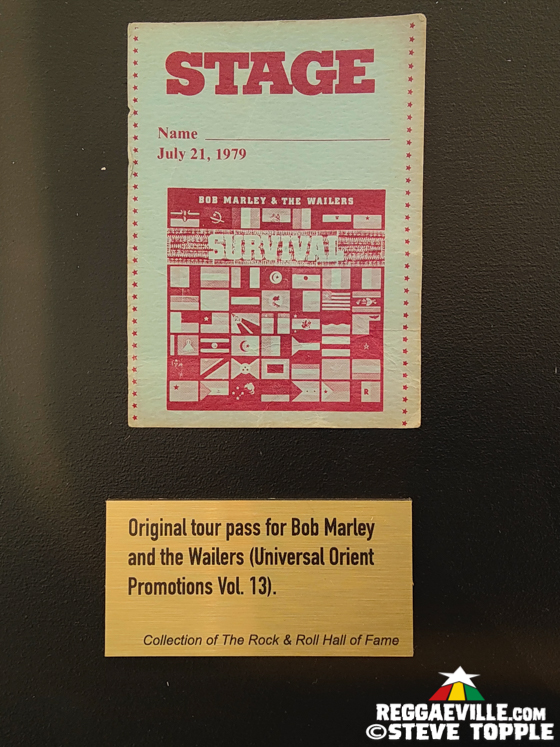 STAGE
Name
July 21, 1979
BOB MARLEY & THE WAILERS
SURVIVAL
Original tour pass for Bob Marley
and the Wailers (Universal Orient
Promotions Vol. 13).
Collection of The Rock & Roll Hall of Fame
REGGAEVILLE.COM
©STEVE TOPPLE